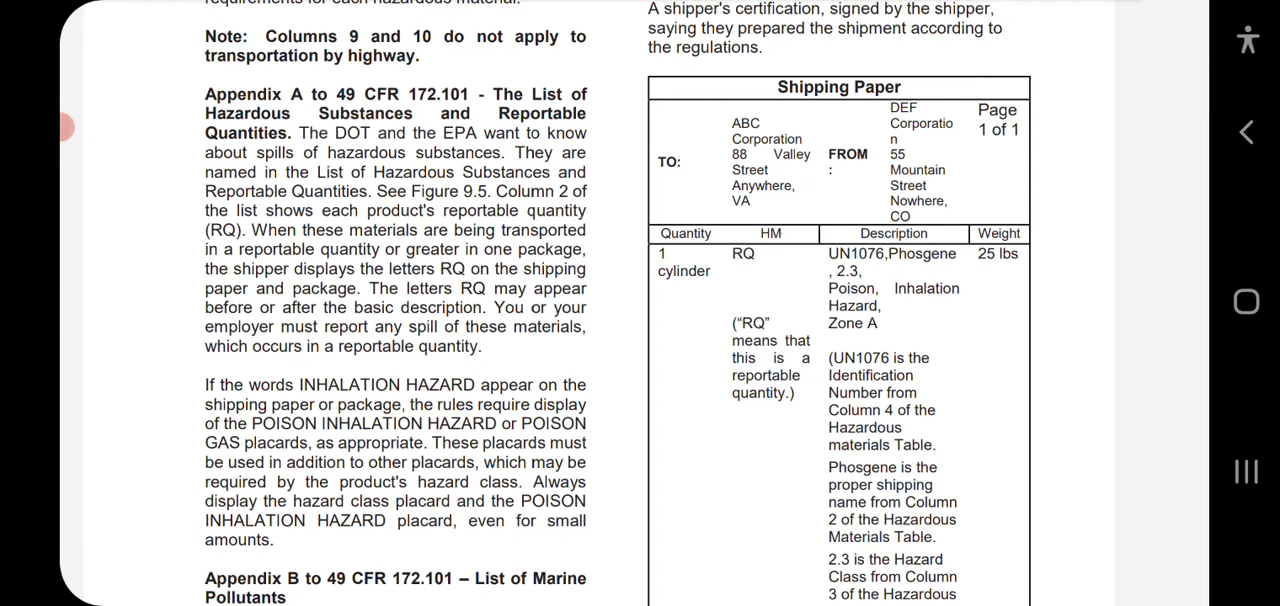 requirements for each hazardous material.
Note: Columns 9 and 10 do not apply to
transportation by highway.
Appendix A to 49 CFR 172.101 - The List of
Hazardous Substances and Reportable
Quantities. The DOT and the EPA want to know
about spills of hazardous substances. They are
named in the List of Hazardous Substances and
Reportable Quantities. See Figure 9.5. Column 2 of
the list shows each product's reportable quantity
(RQ). When these materials are being transported
in a reportable quantity or greater in one package,
the shipper displays the letters RQ on the shipping
paper and package. The letters RQ may appear
before or after the basic description. You or your
employer must report any spill of these materials,
which occurs in a reportable quantity.
If the words INHALATION HAZARD appear on the
shipping paper or package, the rules require display
of the POISON INHALATION HAZARD or POISON
GAS placards, as appropriate. These placards must
be used in addition to other placards, which may be
required by the product's hazard class. Always
display the hazard class placard and the POISON
INHALATION HAZARD placard, even for small
amounts.
Appendix B to 49 CFR 172.101 – List of Marine
Pollutants
A shipper's certification, signed by the shipper,
saying they prepared the shipment according to
the regulations.
Shipping Paper
TO:
ABC
Corporation
88 Valley
Street
Anywhere,
VA
FROM
:
DEF
Corporatio
n
55
Mountain
Street
Nowhere,
CO
Page
1 of 1
Quantity HM Description Weight
1
cylinder
RQ
("RQ"
means that
this is a
reportable
quantity.)
UN1076,Phosgene
, 2.3,
Poison, Inhalation
Hazard,
Zone A
(UN1076 is the
Identification
Number from
Column 4 of the
Hazardous
materials Table.
Phosgene is the
proper shipping
name from Column
2 of the Hazardous
Materials Table.
2.3 is the Hazard
Class from Column
3 of the Hazardous
25 lbs